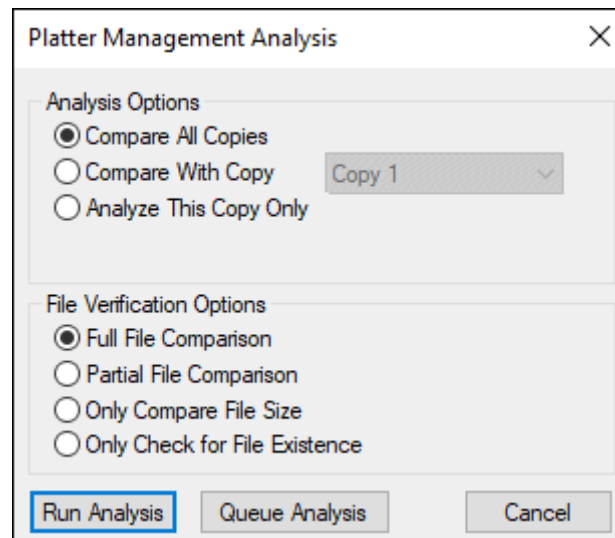 Platter Management Analysis
Analysis Options
Compare All Copies
Compare With Copy Copy 1
Analyze This Copy Only
File Verification Options
Full File Comparison
Partial File Comparison
Only Compare File Size
Only Check for File Existence
Run Analysis Queue Analysis Cancel